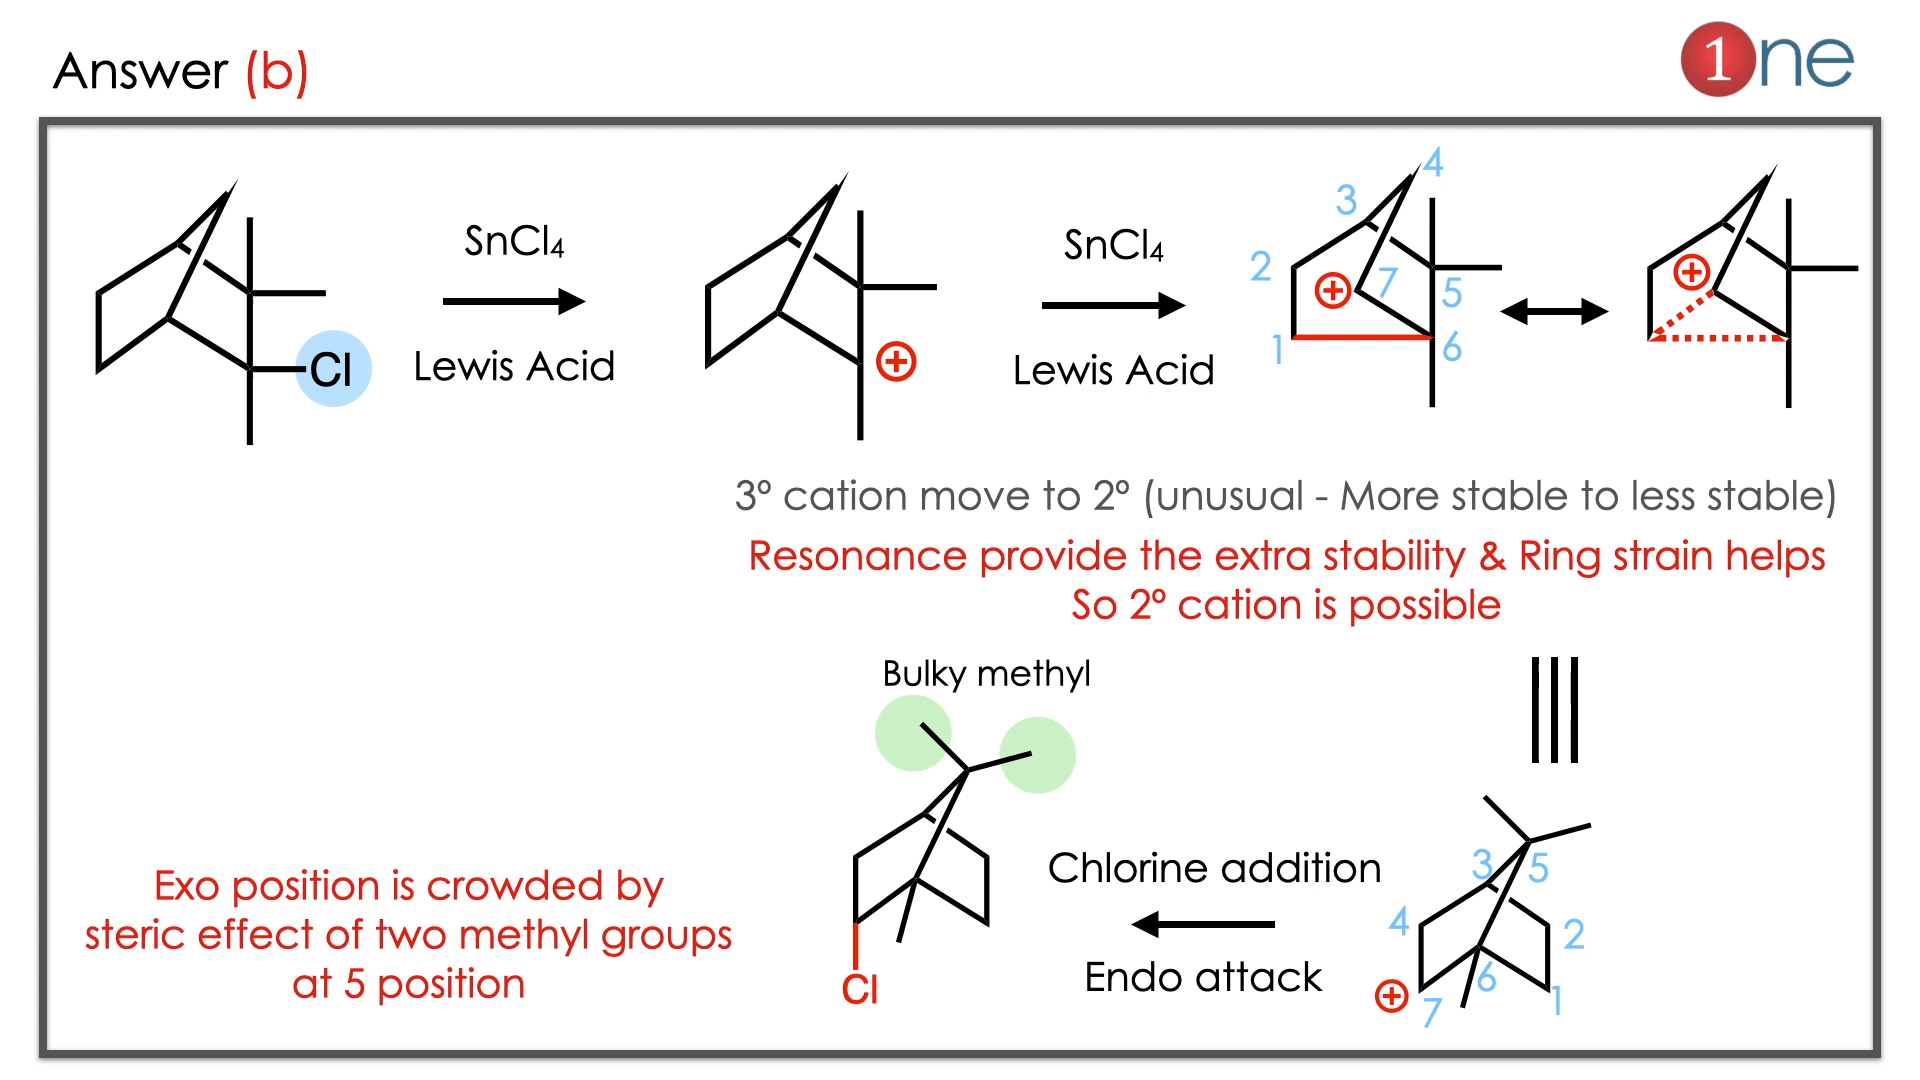 Answer (b)
1ne
Cl
SnCl₄
Lewis Acid
+
SnCl₄
Lewis Acid
4
3
2
+
7
5
1
6
+
3º cation move to 2º (unusual - More stable to less stable)
Resonance provide the extra stability & Ring strain helps
So 2º cation is possible
Bulky methyl
Exo position is crowded by
steric effect of two methyl groups
at 5 position
Cl
Chlorine addition
Endo attack
3
5
4
2
6
+
7
1